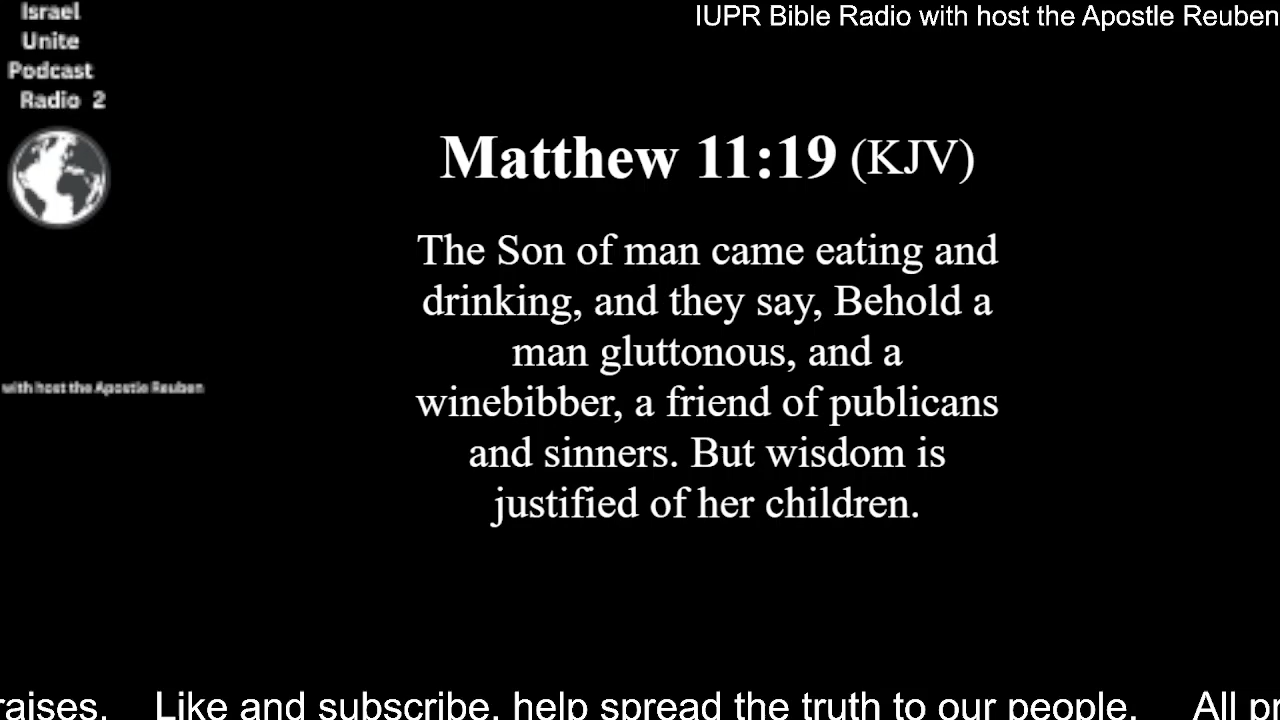 Israel
Unite
Podcast
Radio 2
IUPR Bible Radio with host the Apostle Reuben
Matthew 11:19 (KJV)
The Son of man came eating and
drinking, and they say, Behold a
man gluttonous, and a
winebibber, a friend of publicans
and sinners. But wisdom is
justified of her children.
with host the Apostle Reuben
raises. Like and subscribe, help spread the truth to our people. All pr